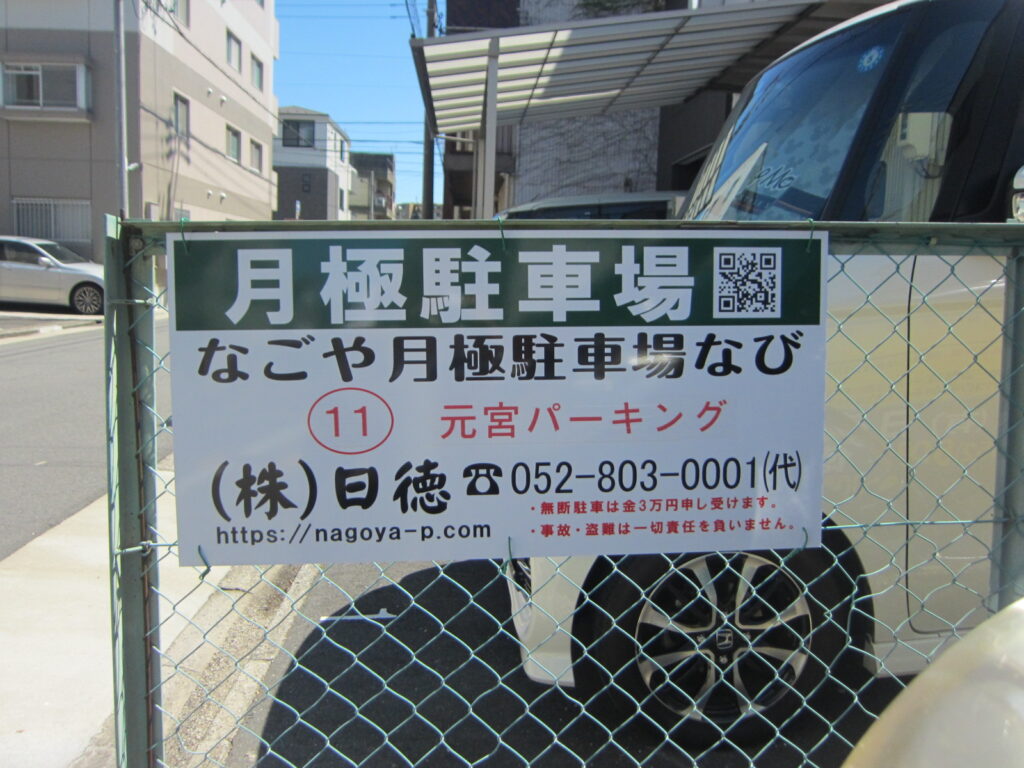 月極駐車場
なごや月極駐車場なび
11 元宮パーキング
(株)日徳 ☎052-803-0001(代)
・無断駐車は金3万円申し受けます。
https://nagoya-p.com
・事故・盗難は一切責任を負いません。